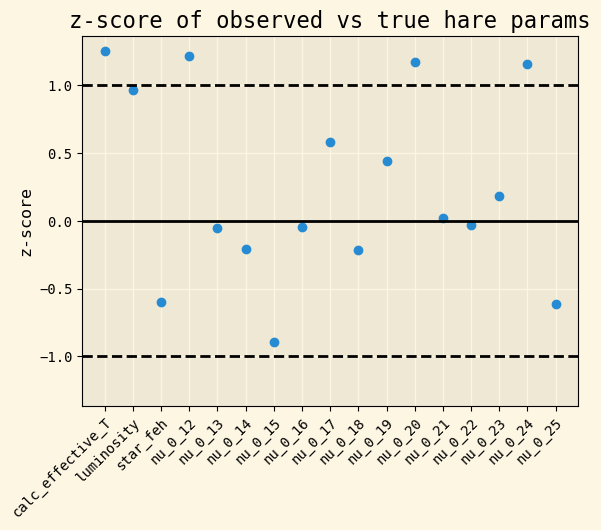 z-score of observed vs true hare params
z-score
1.0
0.5
0.0
−0.5
−1.0
calc_effective_T
luminosity
star_feh
nu_0_12
nu_0_13
nu_0_14
nu_0_15
nu_0_16
nu_0_17
nu_0_18
nu_0_19
nu_0_20
nu_0_21
nu_0_22
nu_0_23
nu_0_24
nu_0_25